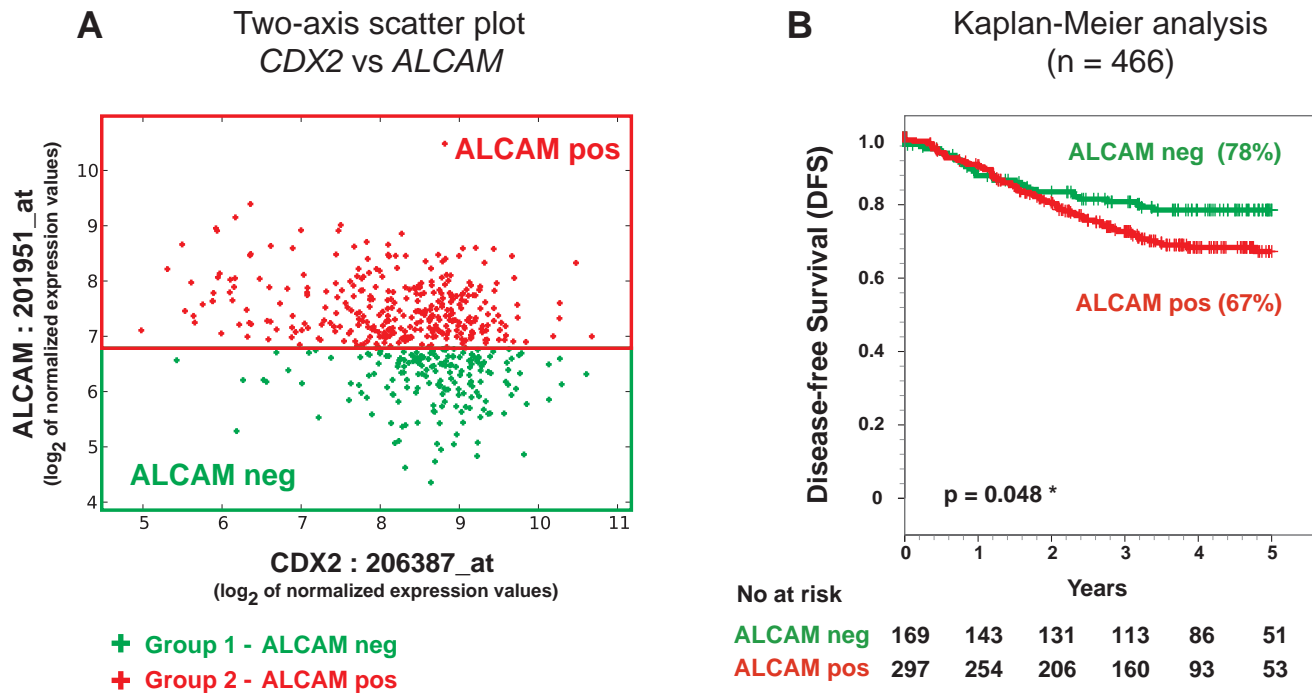 A
Two-axis scatter plot
CDX2 vs ALCAM
ALCAM : 201951_at
(log2 of normalized expression values)
10
9
8
7
6
5
4
ALCAM pos
ALCAM neg
5 6 7 8 9 10 11
CDX2 : 206387_at
(log2 of normalized expression values)
+ Group 1 - ALCAM neg
+ Group 2 - ALCAM pos
B
Kaplan-Meier analysis
(n = 466)
Disease-free Survival (DFS)
1.0
0.8
0.6
0.4
0.2
0
ALCAM neg (78%)
ALCAM pos (67%)
p = 0.048 *
0 1 2 3 4 5
Years
No at risk
ALCAM neg 169 143 131 113 86 51
ALCAM pos 297 254 206 160 93 53